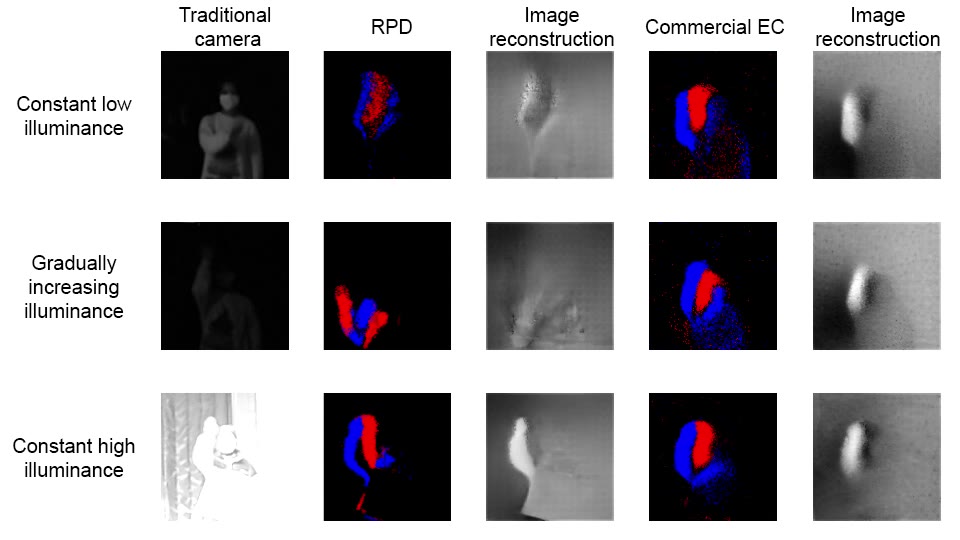 Traditional
camera
RPD
Image
reconstruction
Commercial EC
Image
reconstruction
Constant low
illuminance
Gradually
increasing
illuminance
Constant high
illuminance